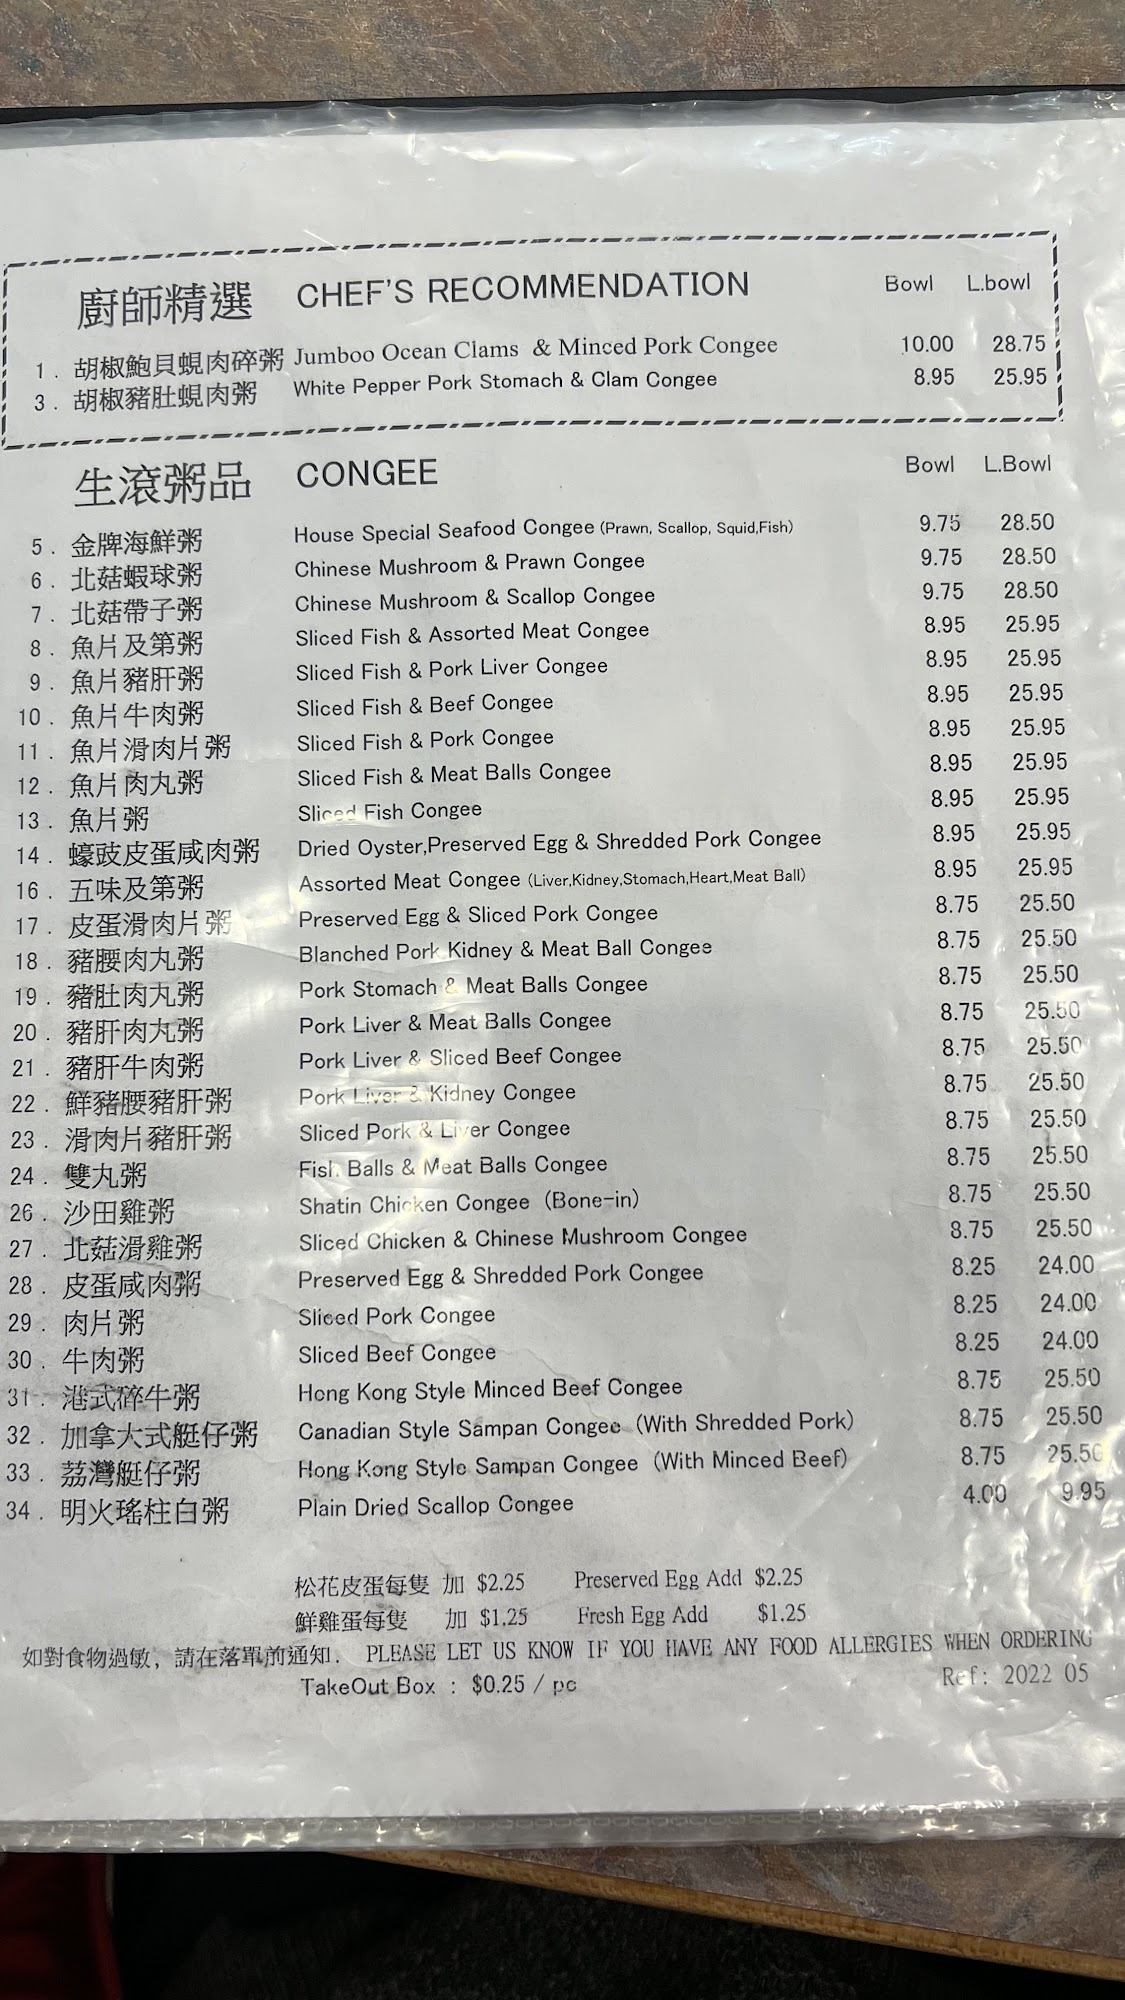 廚師精選 CHEF'S RECOMMENDATION Bowl L.bowl
1. 胡椒鮑貝蜆肉碎粥 Jumboo Ocean Clams & Minced Pork Congee 10.00 28.75
3. 胡椒豬肚蜆肉粥 White Pepper Pork Stomach & Clam Congee 8.95 25.95
生滾粥品 CONGEE Bowl L.Bowl
5. 金牌海鮮粥 House Special Seafood Congee (Prawn, Scallop, Squid,Fish) 9.75 28.50
6. 北菇蝦球粥 Chinese Mushroom & Prawn Congee 9.75 28.50
7. 北菇帶子粥 Chinese Mushroom & Scallop Congee 9.75 28.50
8. 魚片及第粥 Sliced Fish & Assorted Meat Congee 8.95 25.95
9. 魚片豬肝粥 Sliced Fish & Pork Liver Congee 8.95 25.95
10. 魚片牛肉粥 Sliced Fish & Beef Congee 8.95 25.95
11. 魚片滑肉片粥 Sliced Fish & Pork Congee 8.95 25.95
12. 魚片肉丸粥 Sliced Fish & Meat Balls Congee 8.95 25.95
13. 魚片粥 Sliced Fish Congee 8.95 25.95
14. 蠔豉皮蛋咸肉粥 Dried Oyster,Preserved Egg & Shredded Pork Congee 8.95 25.95
16. 五味及第粥 Assorted Meat Congee (Liver,Kidney,Stomach,Heart,Meat Ball) 8.95 25.95
17. 皮蛋滑肉片粥 Preserved Egg & Sliced Pork Congee 8.75 25.50
18. 豬腰肉丸粥 Blanched Pork Kidney & Meat Ball Congee 8.75 25.50
19. 豬肚肉丸粥 Pork Stomach & Meat Balls Congee 8.75 25.50
20. 豬肝肉丸粥 Pork Liver & Meat Balls Congee 8.75 25.50
21. 豬肝牛肉粥 Pork Liver & Sliced Beef Congee 8.75 25.50
22. 鮮豬腰豬肝粥 Pork Liver & Kidney Congee 8.75 25.50
23. 滑肉片豬肝粥 Sliced Pork & Liver Congee 8.75 25.50
24. 雙丸粥 Fish Balls & Meat Balls Congee 8.75 25.50
26. 沙田雞粥 Shatin Chicken Congee (Bone-in) 8.75 25.50
27. 北菇滑雞粥 Sliced Chicken & Chinese Mushroom Congee 8.75 25.50
28. 皮蛋咸肉粥 Preserved Egg & Shredded Pork Congee 8.25 24.00
29. 肉片粥 Sliced Pork Congee 8.25 24.00
30. 牛肉粥 Sliced Beef Congee 8.25 24.00
31. 港式碎牛粥 Hong Kong Style Minced Beef Congee 8.75 25.50
32. 加拿大式艇仔粥 Canadian Style Sampan Congee (With Shredded Pork) 8.75 25.50
33. 荔灣艇仔粥 Hong Kong Style Sampan Congee (With Minced Beef) 8.75 25.50
34. 明火瑤柱白粥 Plain Dried Scallop Congee 4.00 9.95
松花皮蛋每隻 加 $2.25 Preserved Egg Add $2.25
鮮雞蛋每隻 加 $1.25 Fresh Egg Add $1.25
如對食物過敏, 請在落單前通知. PLEASE LET US KNOW IF YOU HAVE ANY FOOD ALLERGIES WHEN ORDERING
TakeOut Box : $0.25 / pc Ref: 2022 05